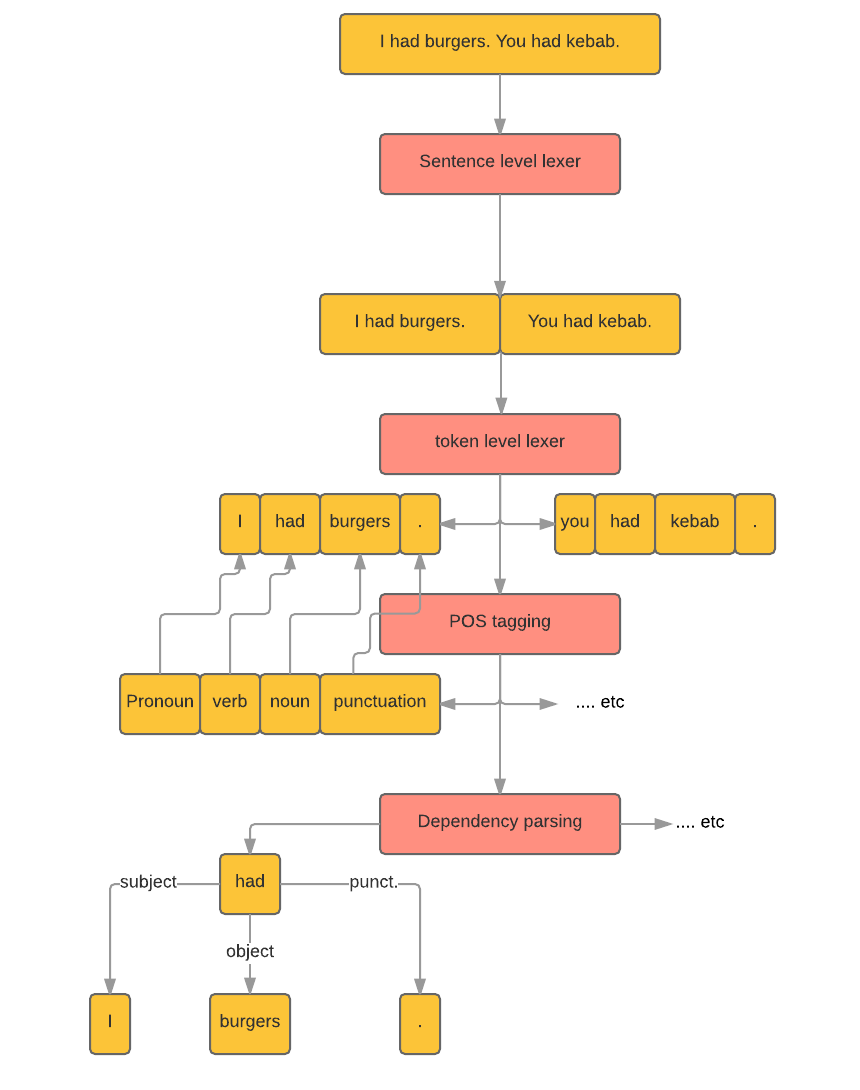 I had burgers. You had kebab.
Sentence level lexer
I had burgers. You had kebab.
token level lexer
I had burgers . you had kebab .
POS tagging
Pronoun verb noun punctuation .... etc
Dependency parsing .... etc
subject had punct.
object
I burgers .